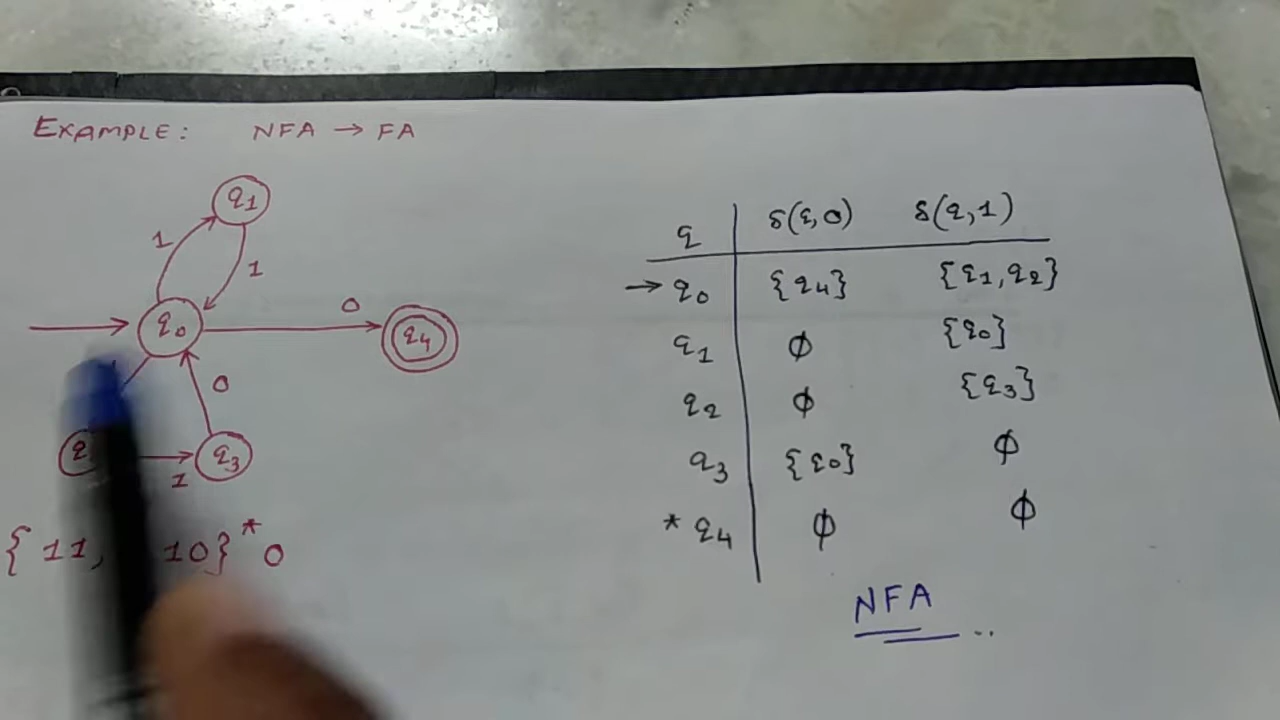 EXAMPLE: NFA → FA
q1
1
1
q0
0
q4
0
q3
1
{ 11, 10}* 0
q δ(q,0) δ(q,1)
→ q0 {q4} {q1,q2}
q1 ϕ {q0}
q2 ϕ {q3}
q3 {q0} ϕ
* q4 ϕ ϕ
NFA